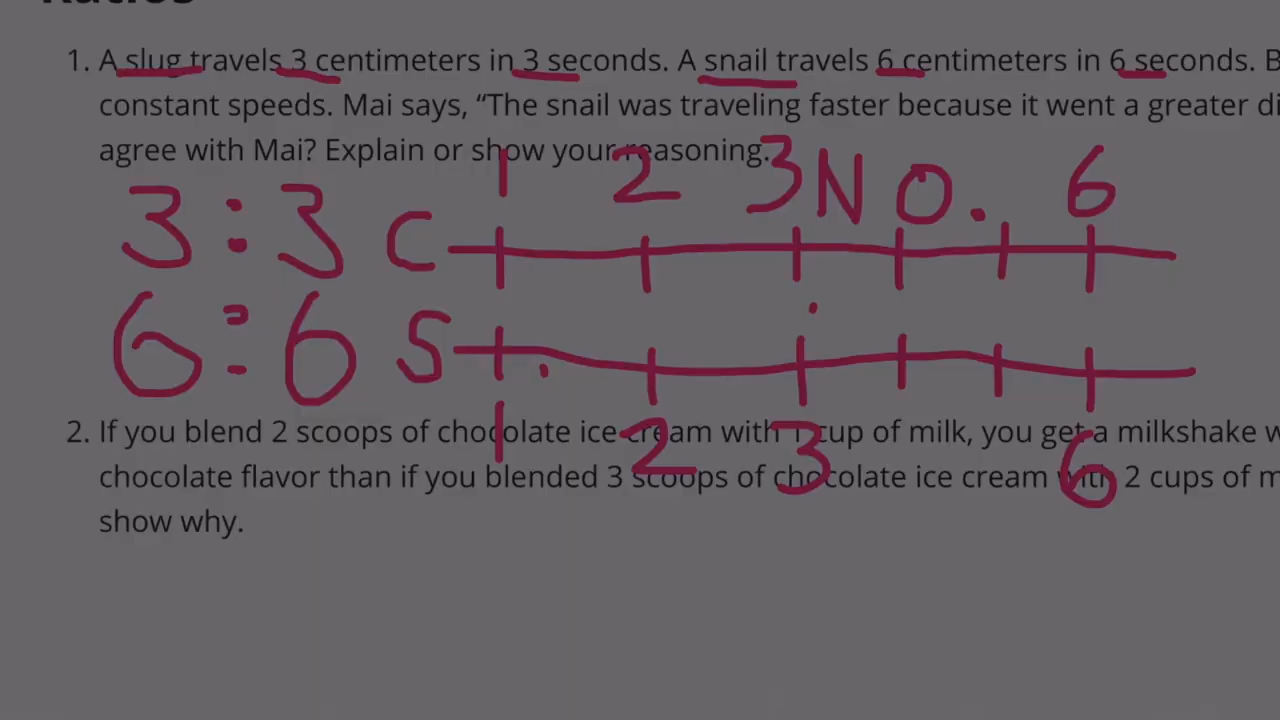 Ratios
1. A slug travels 3 centimeters in 3 seconds. A snail travels 6 centimeters in 6 seconds. B
constant speeds. Mai says, “The snail was traveling faster because it went a greater di
agree with Mai? Explain or show your reasoning.
1 2 3 NO. 6
3:3 C
6:6 S
1 2 3 6
2. If you blend 2 scoops of chocolate ice cream with 1 cup of milk, you get a milkshake w
chocolate flavor than if you blended 3 scoops of chocolate ice cream with 2 cups of m
show why.